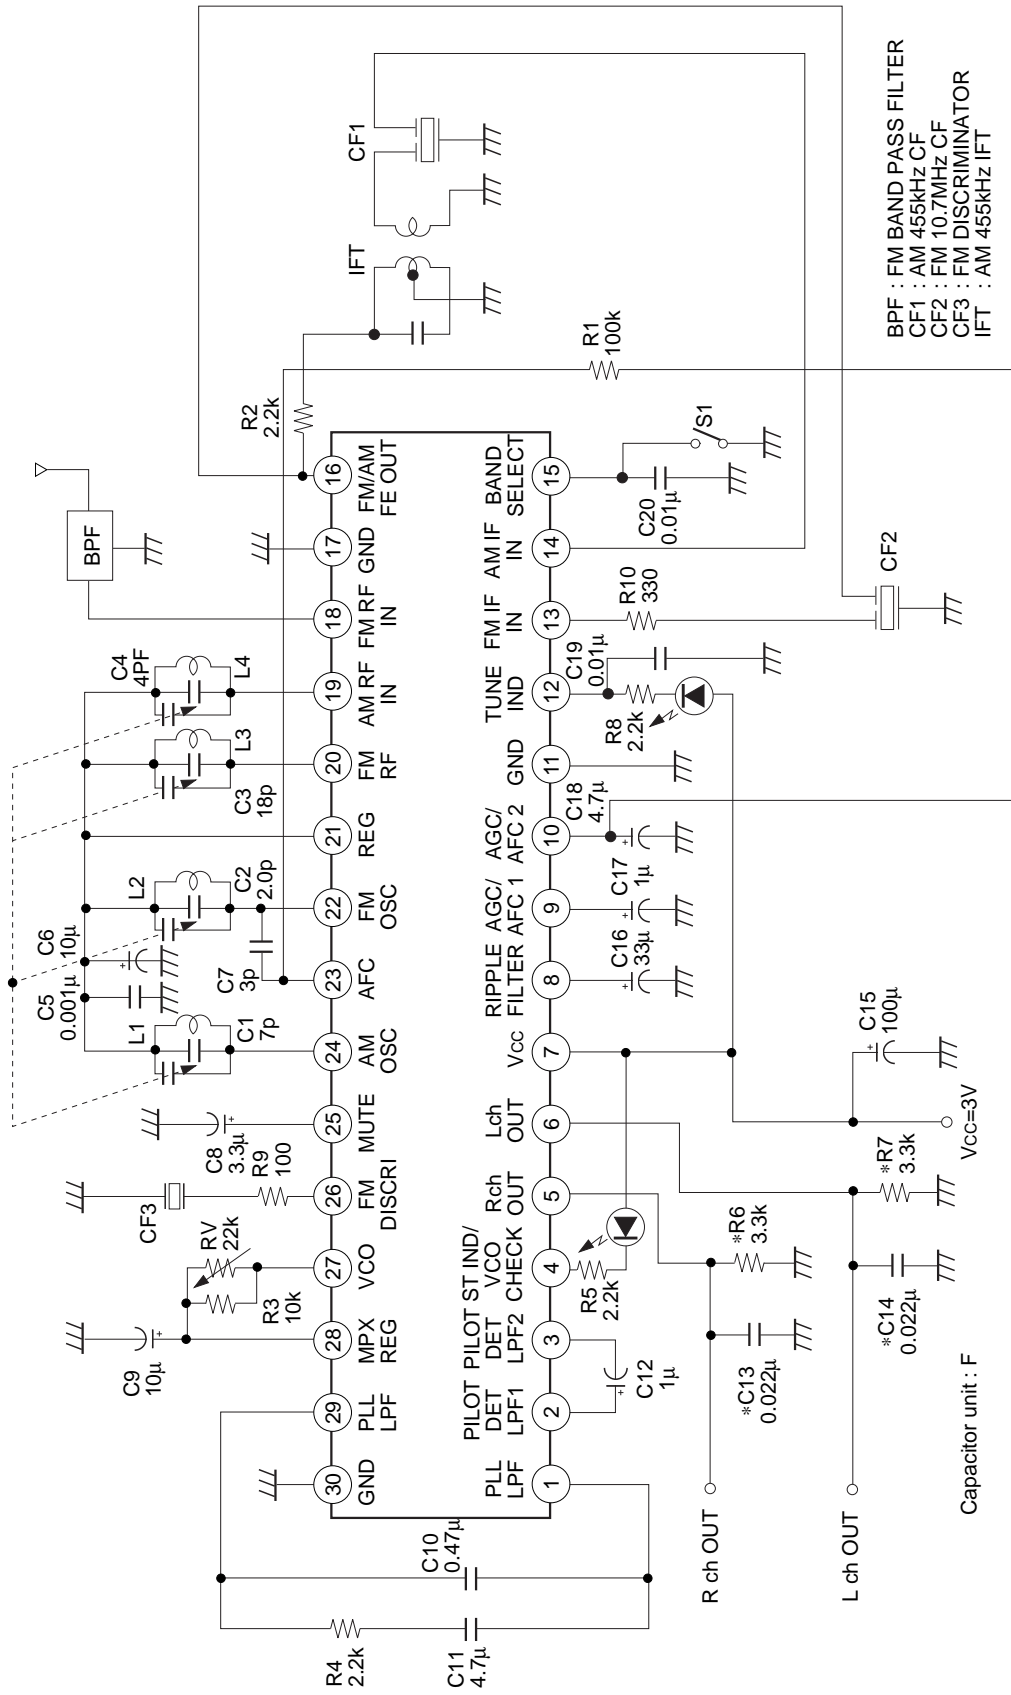 BPF
CF1
IFT
R2
2.2k
R1
100k
C4
4PF
L4
C3
18p
L3
C2
2.0p
L2
C6
10μ
C5
0.001μ
C7
3p
C1
7p
L1
C8
3.3μ
R9
100
CF3
RV
22k
R3
10k
C9
10μ
30
GND
29
PLL
LPF
28
MPX
REG
27
VCO
26
FM
DISCRI
25
MUTE
24
AM
OSC
23
AFC
22
FM
OSC
21
REG
20
FM
RF
19
AM RF
IN
18
FM RF
IN
17
GND
16
FM/AM
FE OUT
PLL
LPF
1
PILOT
DET
LPF1
2
PILOT
DET
LPF2
3
ST IND/
VCO
CHECK
4
Rch
OUT
5
Lch
OUT
6
Vcc
7
RIPPLE
FILTER
8
AGC/
AFC 1
9
AGC/
AFC 2
10
GND
11
TUNE
IND
12
FM IF
IN
13
AM IF
IN
14
BAND
SELECT
15
R4
2.2k
C11
4.7μ
C10
0.47μ
C12
1μ
R5
2.2k
*R6
3.3k
*C13
0.022μ
*R7
3.3k
*C14
0.022μ
C15
100μ
Vcc=3V
C16
33μ
C17
1μ
C18
4.7μ
R8
2.2k
C19
0.01μ
R10
330
CF2
C20
0.01μ
S1
+
+
+
+
+
+
+
+
R ch OUT
L ch OUT
Capacitor unit : F
BPF : FM BAND PASS FILTER
CF1 : AM 455kHz CF
CF2 : FM 10.7MHz CF
CF3 : FM DISCRIMINATOR
IFT : AM 455kHz IFT